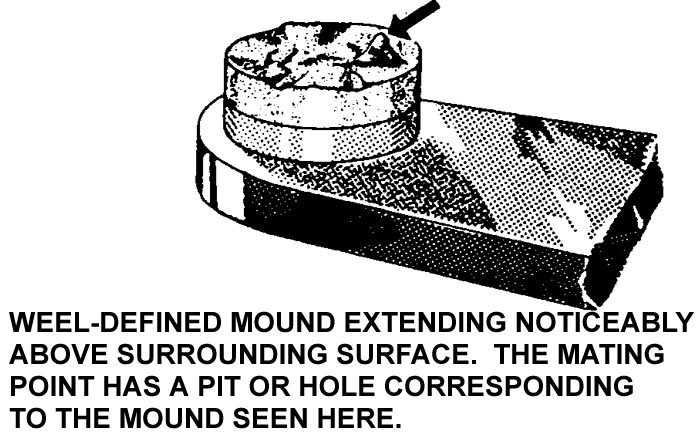 WEEL-DEFINED MOUND EXTENDING NOTICEABLY
ABOVE SURROUNDING SURFACE.  THE MATING
POINT HAS A PIT OR HOLE CORRESPONDING
TO THE MOUND SEEN HERE.